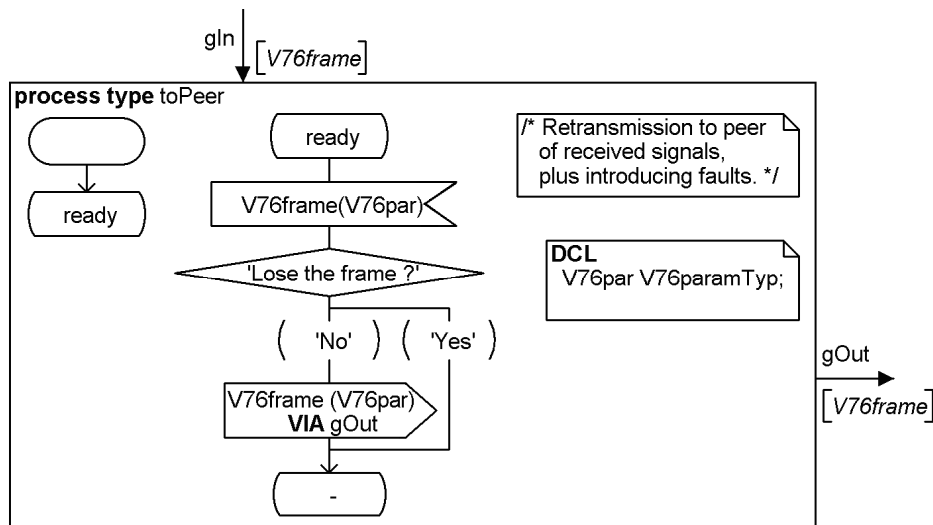 gIn
[V76frame]
process type toPeer
ready
ready
V76frame(V76par)
'Lose the frame ?'
( 'No' ) ( 'Yes' )
V76frame (V76par)
VIA gOut
-
/* Retransmission to peer
of received signals,
plus introducing faults. */
DCL
V76par V76paramTyp;
gOut
[V76frame]